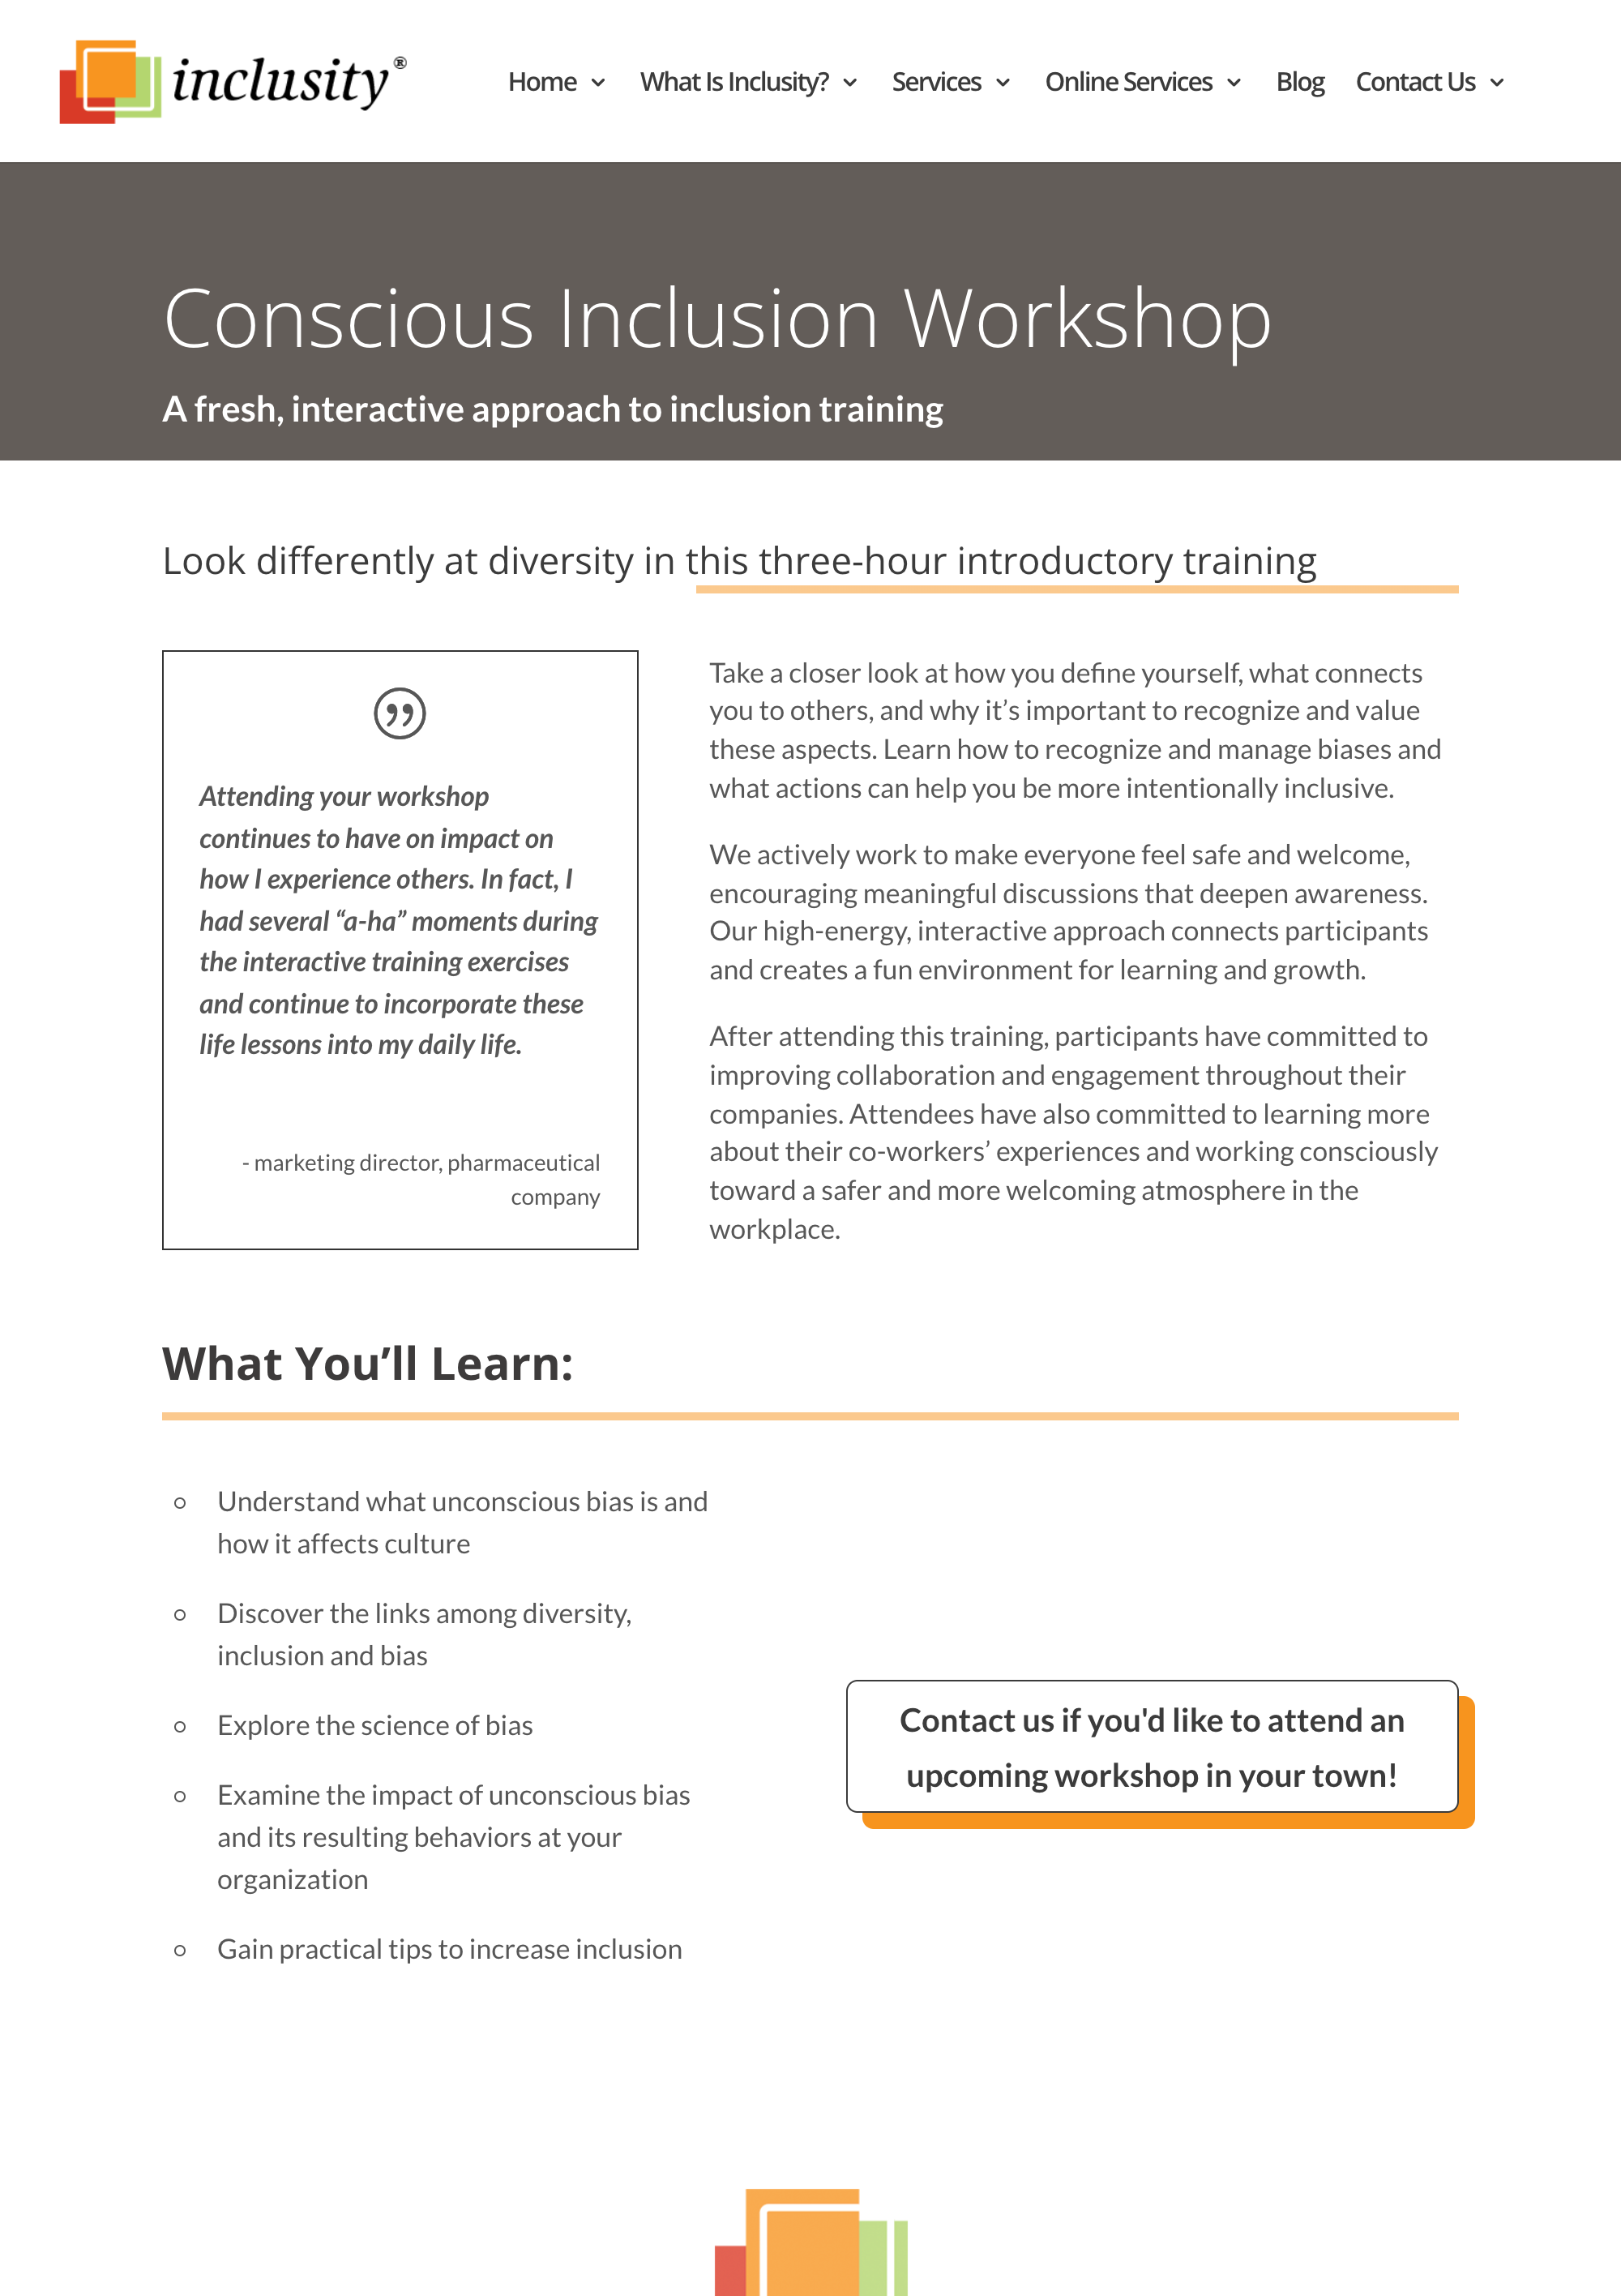 inclusity®
Home
What Is Inclusity?
Services
Online Services
Blog
Contact Us
Conscious Inclusion Workshop
A fresh, interactive approach to inclusion training
Look differently at diversity in this three-hour introductory training
Attending your workshop
continues to have on impact on
how I experience others. In fact, I
had several “a-ha” moments during
the interactive training exercises
and continue to incorporate these
life lessons into my daily life.
- marketing director, pharmaceutical
company
Take a closer look at how you define yourself, what connects
you to others, and why it’s important to recognize and value
these aspects. Learn how to recognize and manage biases and
what actions can help you be more intentionally inclusive.
We actively work to make everyone feel safe and welcome,
encouraging meaningful discussions that deepen awareness.
Our high-energy, interactive approach connects participants
and creates a fun environment for learning and growth.
After attending this training, participants have committed to
improving collaboration and engagement throughout their
companies. Attendees have also committed to learning more
about their co-workers’ experiences and working consciously
toward a safer and more welcoming atmosphere in the
workplace.
What You’ll Learn:
Understand what unconscious bias is and
how it affects culture
Discover the links among diversity,
inclusion and bias
Explore the science of bias
Examine the impact of unconscious bias
and its resulting behaviors at your
organization
Gain practical tips to increase inclusion
Contact us if you'd like to attend an
upcoming workshop in your town!